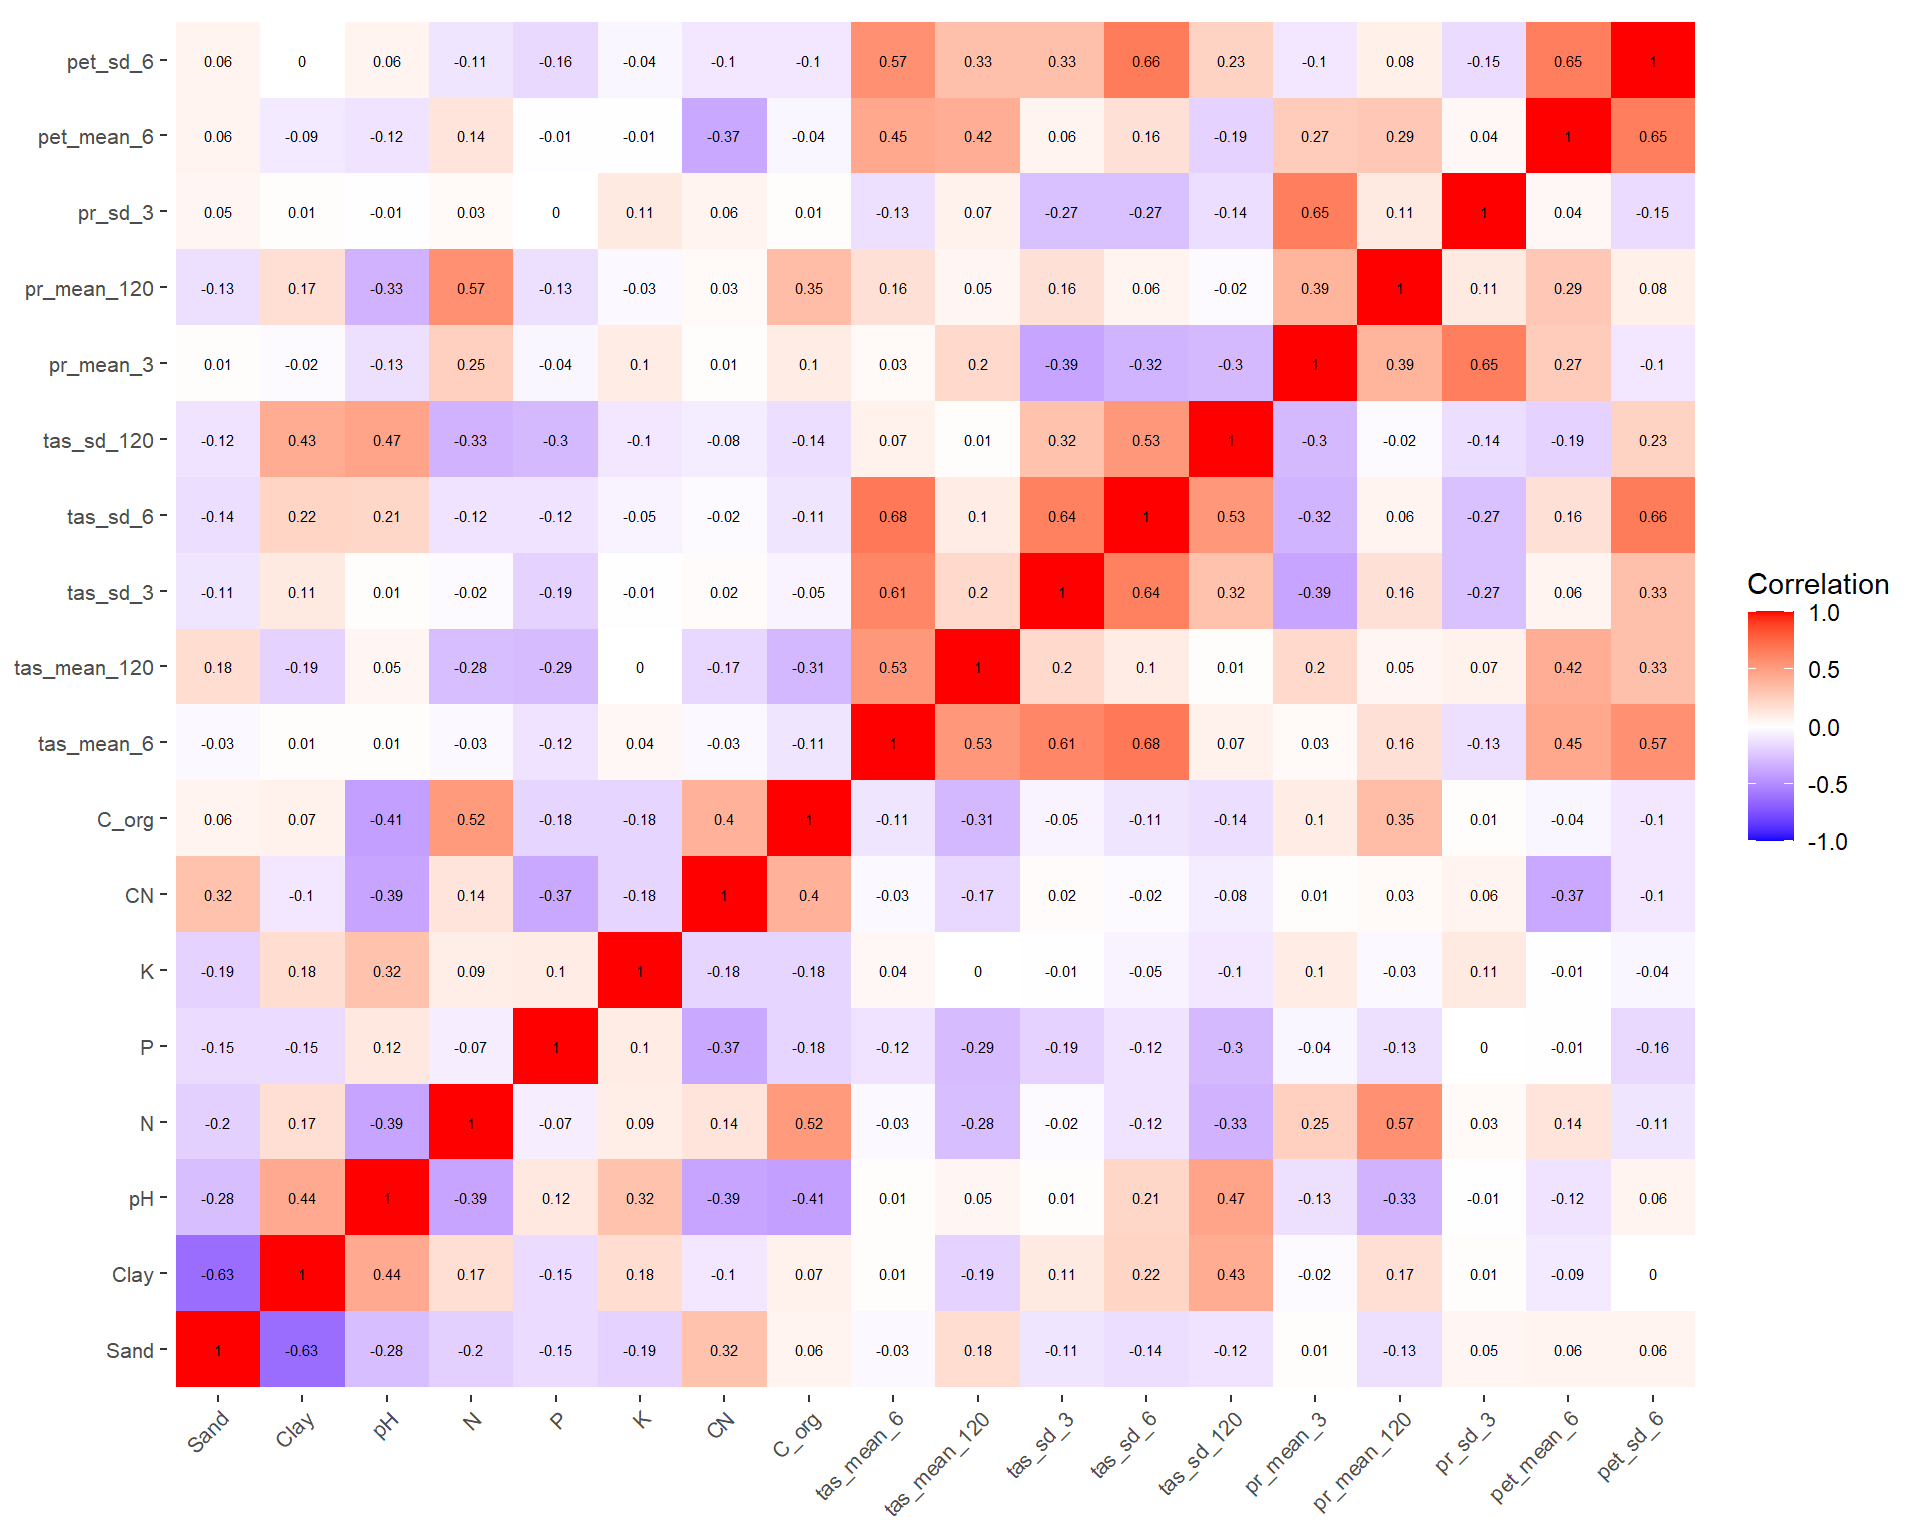 pet_sd_6 0.06 0 0.06 -0.11 -0.16 -0.04 -0.1 -0.1 0.57 0.33 0.33 0.66 0.23 -0.1 0.08 -0.15 0.65 1
pet_mean_6 0.06 -0.09 -0.12 0.14 -0.01 -0.01 -0.37 -0.04 0.45 0.42 0.06 0.16 -0.19 0.27 0.29 0.04 1 0.65
pr_sd_3 0.05 0.01 -0.01 0.03 0 0.11 0.06 0.01 -0.13 0.07 -0.27 -0.27 -0.14 0.65 0.11 1 0.04 -0.15
pr_mean_120 -0.13 0.17 -0.33 0.57 -0.13 -0.03 0.03 0.35 0.16 0.05 0.16 0.06 -0.02 0.39 1 0.11 0.29 0.08
pr_mean_3 0.01 -0.02 -0.13 0.25 -0.04 0.1 0.01 0.1 0.03 0.2 -0.39 -0.32 -0.3 1 0.39 0.65 0.27 -0.1
tas_sd_120 -0.12 0.43 0.47 -0.33 -0.3 -0.1 -0.08 -0.14 0.07 0.01 0.32 0.53 1 -0.3 -0.02 -0.14 -0.19 0.23
tas_sd_6 -0.14 0.22 0.21 -0.12 -0.12 -0.05 -0.02 -0.11 0.68 0.1 0.64 1 0.53 -0.32 0.06 -0.27 0.16 0.66
tas_sd_3 -0.11 0.11 0.01 -0.02 -0.19 -0.01 0.02 -0.05 0.61 0.2 1 0.64 0.32 -0.39 0.16 -0.27 0.06 0.33
tas_mean_120 0.18 -0.19 0.05 -0.28 -0.29 0 -0.17 -0.31 0.53 1 0.2 0.1 0.01 0.2 0.05 0.07 0.42 0.33
tas_mean_6 -0.03 0.01 0.01 -0.03 -0.12 0.04 -0.03 -0.11 1 0.53 0.61 0.68 0.07 0.03 0.16 -0.13 0.45 0.57
C_org 0.06 0.07 -0.41 0.52 -0.18 -0.18 0.4 1 -0.11 -0.31 -0.05 -0.11 -0.14 0.1 0.35 0.01 -0.04 -0.1
CN 0.32 -0.1 -0.39 0.14 -0.37 -0.18 1 0.4 -0.03 -0.17 0.02 -0.02 -0.08 0.01 0.03 0.06 -0.37 -0.1
K -0.19 0.18 0.32 0.09 0.1 1 -0.18 -0.18 0.04 0 -0.01 -0.05 -0.1 0.1 -0.03 0.11 -0.01 -0.04
P -0.15 -0.15 0.12 -0.07 1 0.1 -0.37 -0.18 -0.12 -0.29 -0.19 -0.12 -0.3 -0.04 -0.13 0 -0.01 -0.16
N -0.2 0.17 -0.39 1 -0.07 0.09 0.14 0.52 -0.03 -0.28 -0.02 -0.12 -0.33 0.25 0.57 0.03 0.14 -0.11
pH -0.28 0.44 1 -0.39 0.12 0.32 -0.39 -0.41 0.01 0.05 0.01 0.21 0.47 -0.13 -0.33 -0.01 -0.12 0.06
Clay -0.63 1 0.44 0.17 -0.15 0.18 -0.1 0.07 0.01 -0.19 0.11 0.22 0.43 -0.02 0.17 0.01 -0.09 0
Sand 1 -0.63 -0.28 -0.2 -0.15 -0.19 0.32 0.06 -0.03 0.18 -0.11 -0.14 -0.12 0.01 -0.13 0.05 0.06 0.06
Sand Clay pH N P K CN C_org tas_mean_6 tas_mean_120 tas_sd_3 tas_sd_6 tas_sd_120 pr_mean_3 pr_mean_120 pr_sd_3 pet_mean_6 pet_sd_6
Correlation
1.0
0.5
0.0
-0.5
-1.0